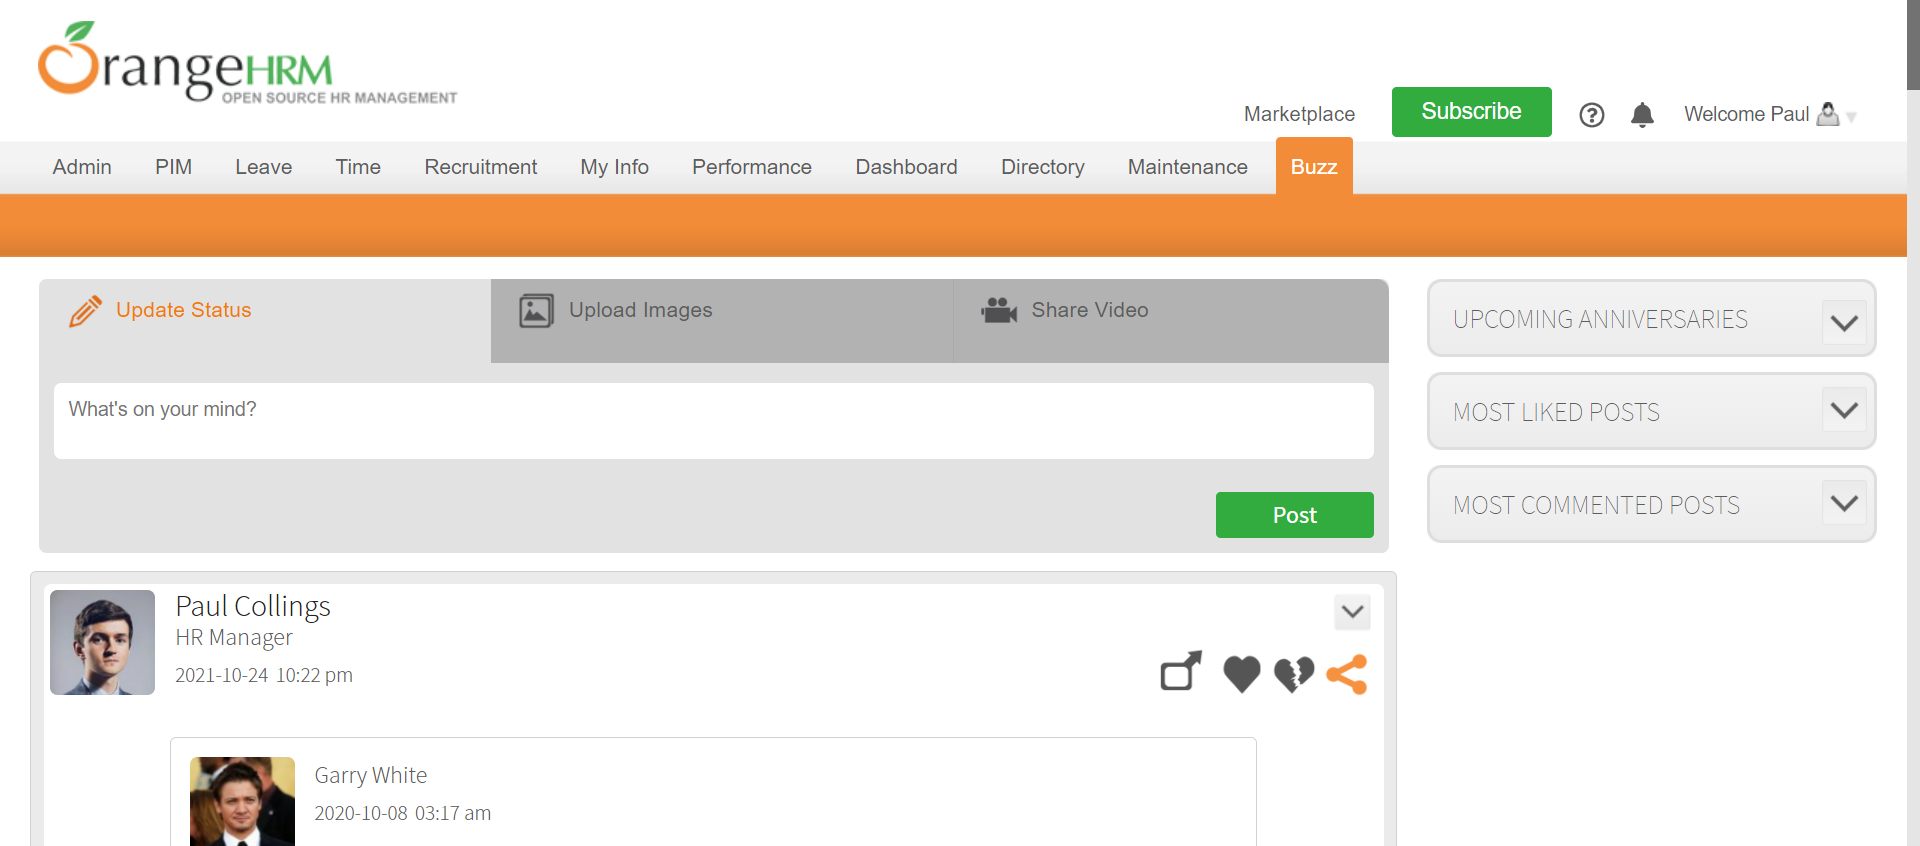 OrangeHRM
OPEN SOURCE HR MANAGEMENT
Marketplace Subscribe Welcome Paul
Admin PIM Leave Time Recruitment My Info Performance Dashboard Directory Maintenance Buzz
Update Status Upload Images Share Video
What's on your mind?
Post
UPCOMING ANNIVERSARIES
MOST LIKED POSTS
MOST COMMENTED POSTS
Paul Collings
HR Manager
2021-10-24 10:22 pm
Garry White
2020-10-08 03:17 am